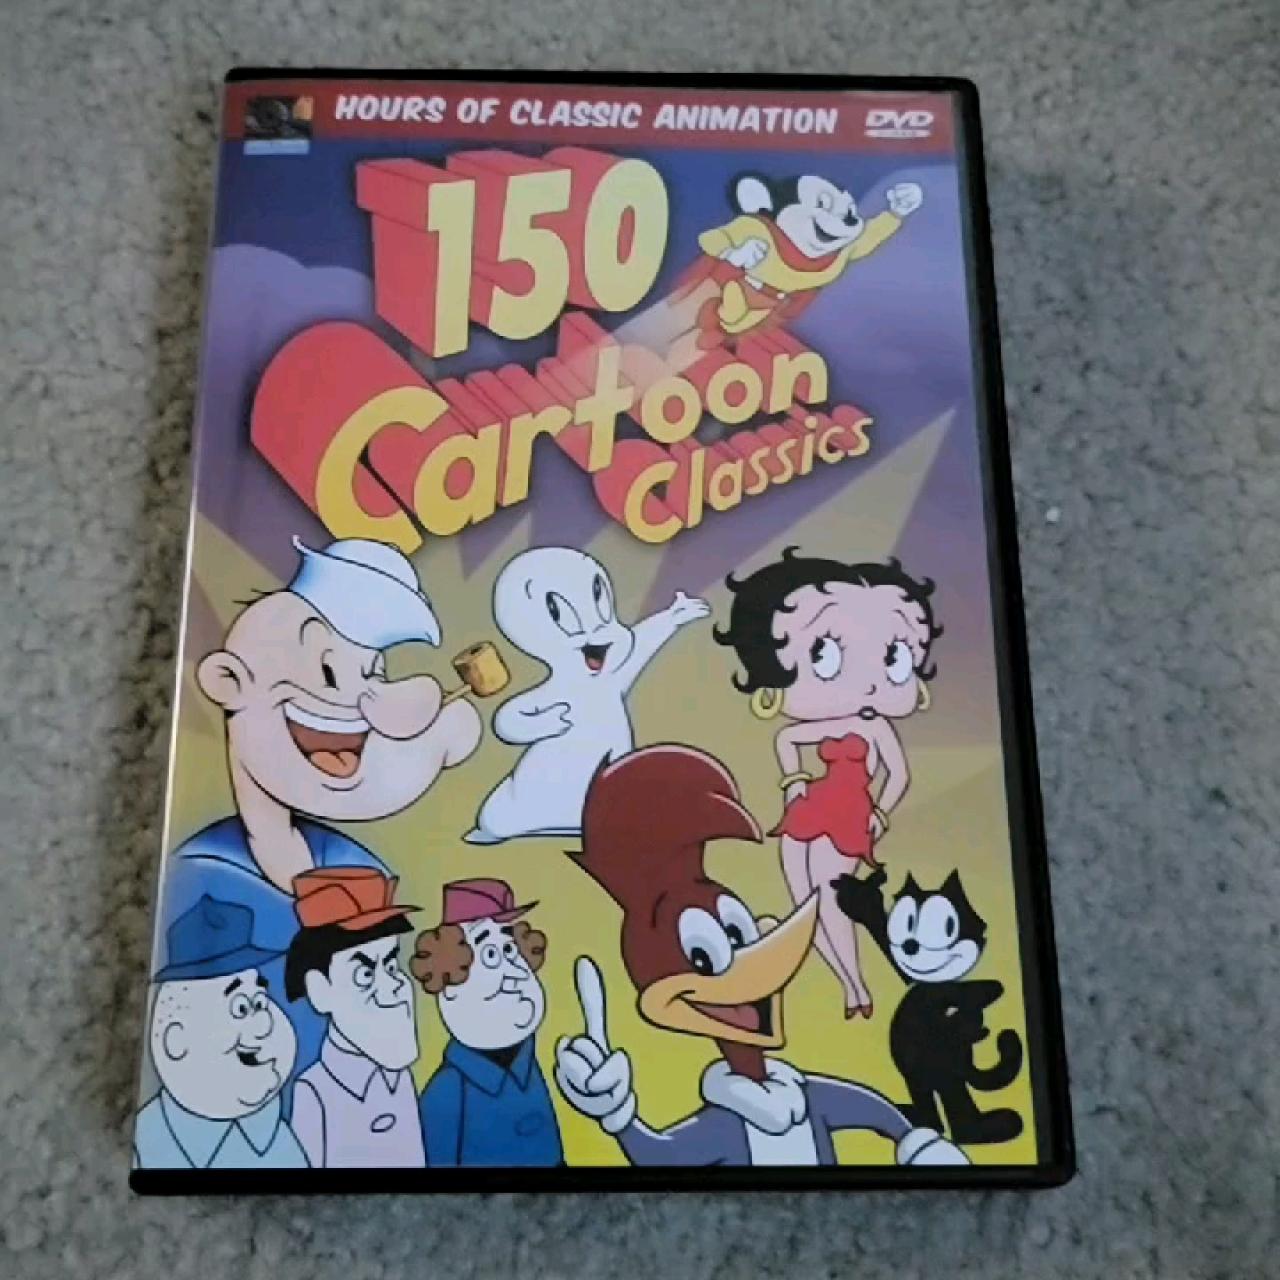 HOURS OF CLASSIC ANIMATION
DVD
150
Cartoon
Classics